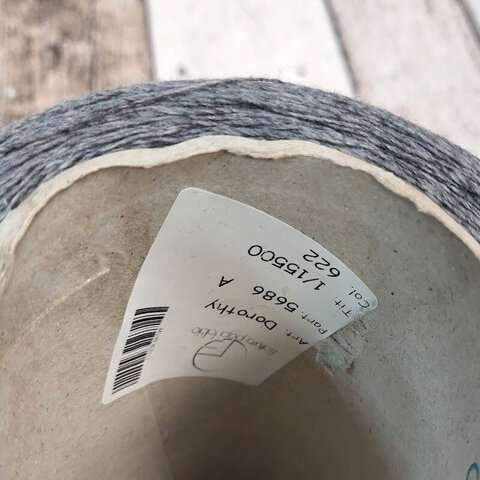 Art. Dorothy
Part. 5686 A
Tit. 1/15500
Col. 622